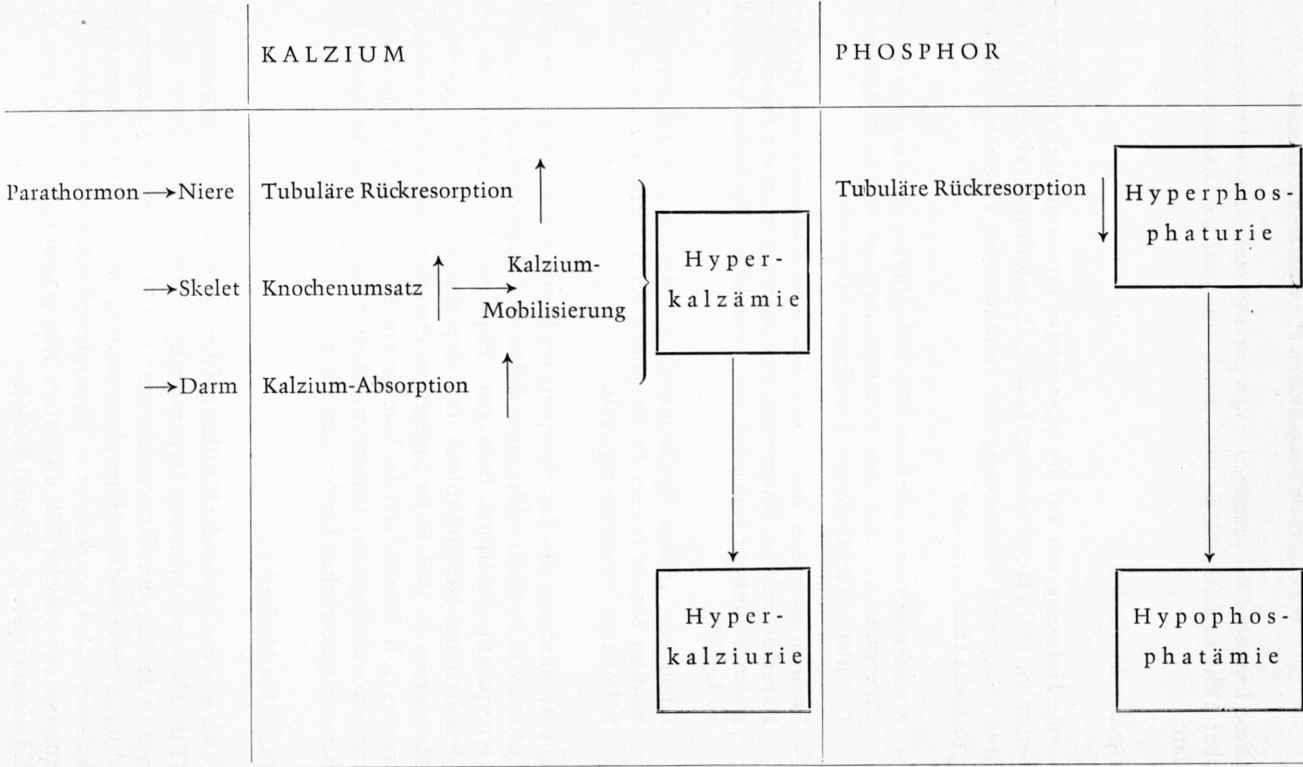 KALZIUM
PHOSPHOR
Parathormon → Niere
Tubuläre Rückresorption ↑
Tubuläre Rückresorption ↓
Hyperphos-
phaturie
→ Skelet
Knochenumsatz ↑ →
Kalzium-
Mobilisierung
Hyper-
kalzämie
→ Darm
Kalzium-Absorption ↑
Hyper-
kalziurie
Hypophos-
phatämie